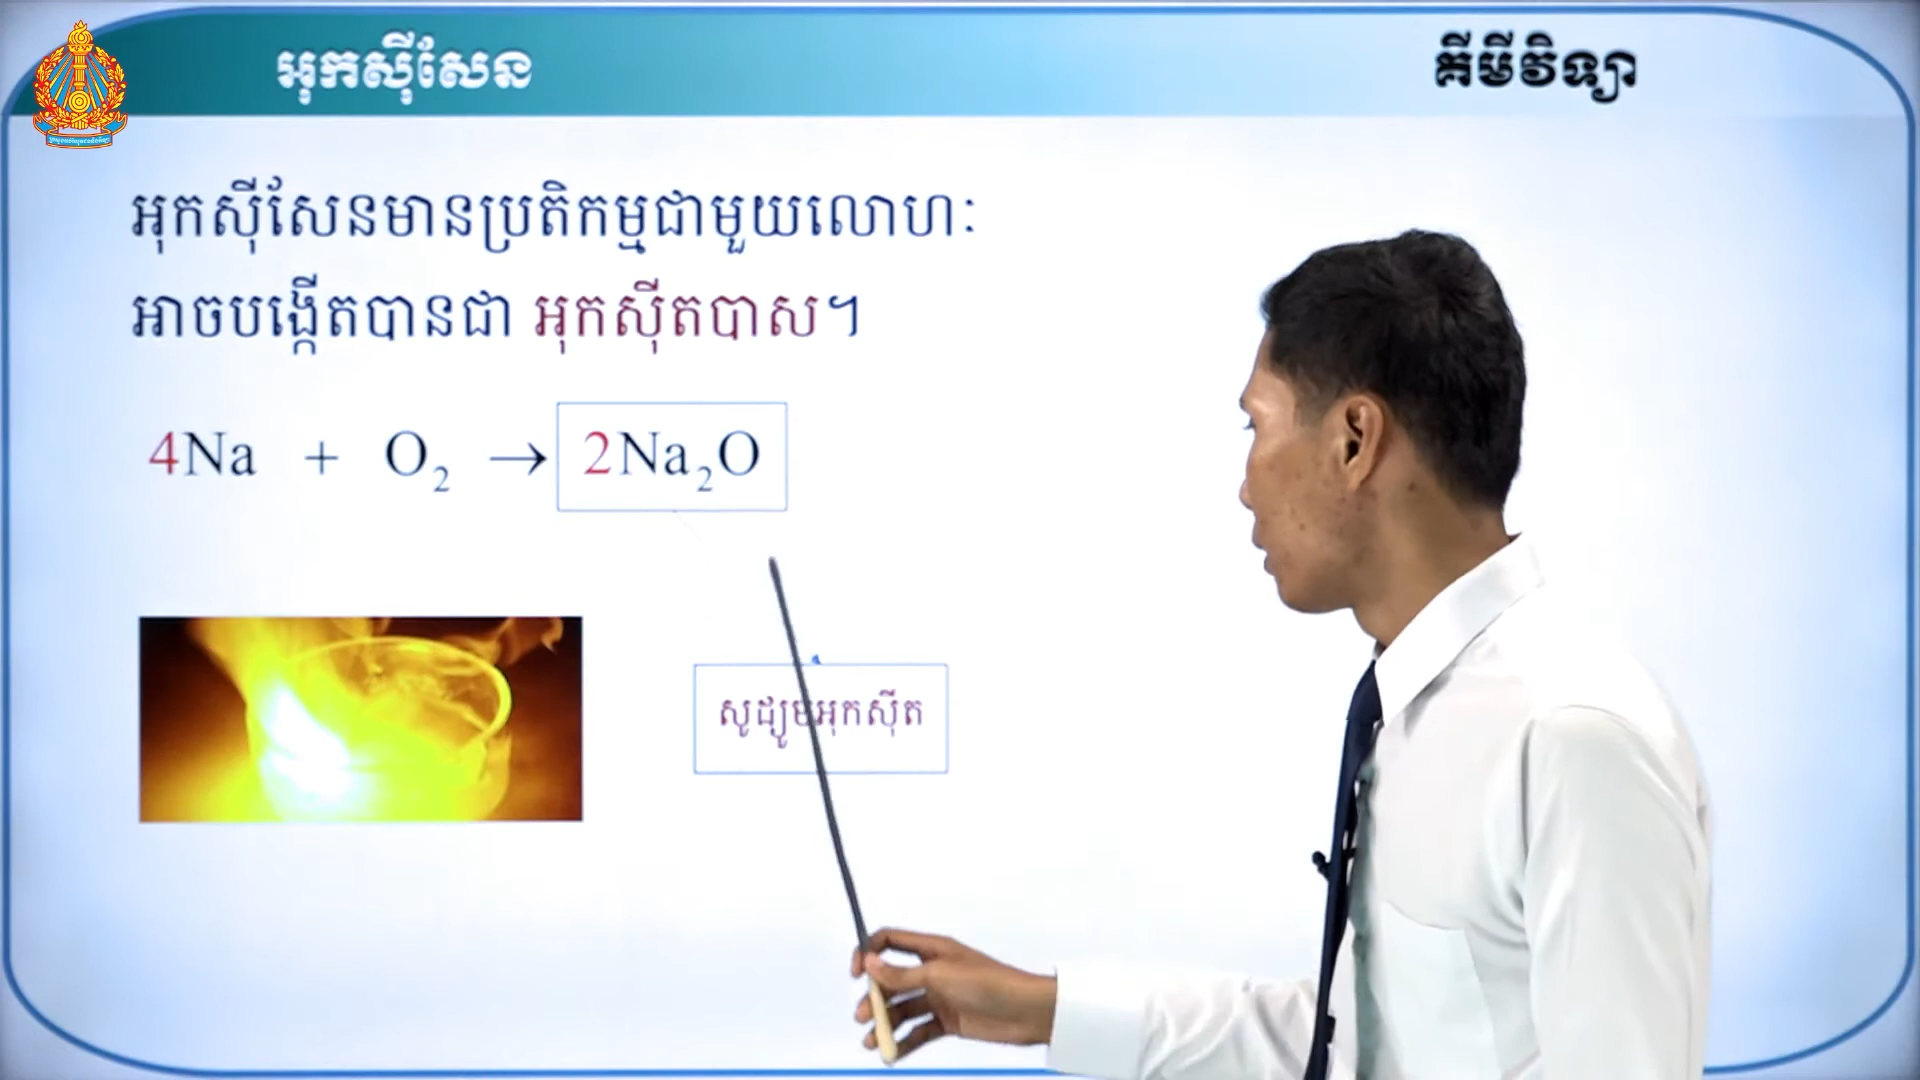 អុកស៊ីសែន
គីមីវិទ្យា
អុកស៊ីសែនមានប្រតិកម្មជាមួយលោហៈ
អាចបង្កើតបានជា អុកស៊ីតបាស។
4Na + O₂ → 2Na₂O
សូដ្យូមអុកស៊ីត